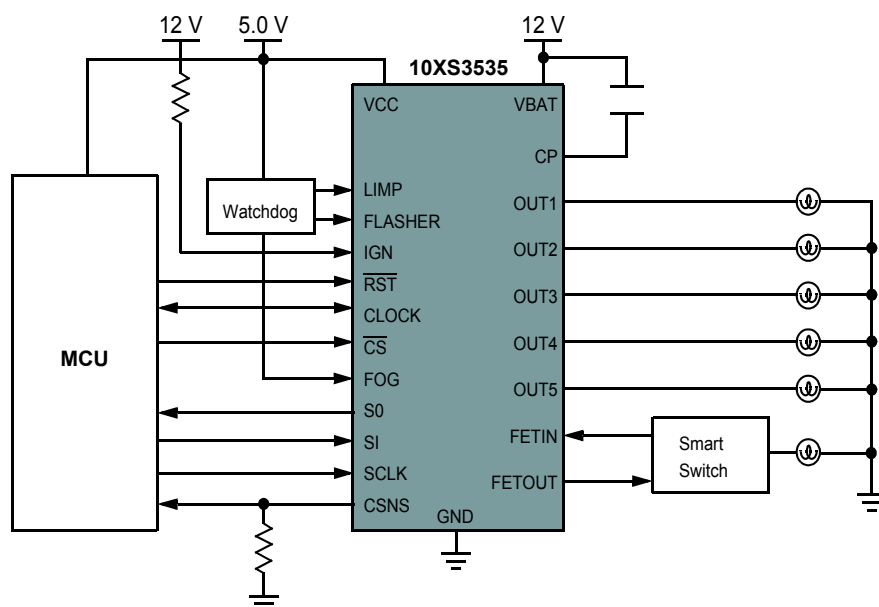 12 V
5.0 V
12 V
10XS3535
VCC
VBAT
CP
LIMP
Watchdog
FLASHER
OUT1
IGN
OUT2
RST
OUT3
CLOCK
CS
OUT4
MCU
FOG
OUT5
S0
SI
FETIN
Smart
Switch
SCLK
FETOUT
CSNS
GND